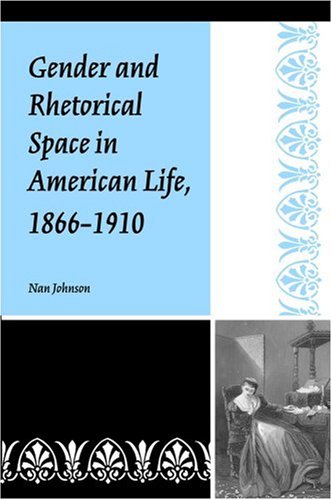 Gender and
Rhetorical
Space in
American Life,
1866–1910
Nan Johnson